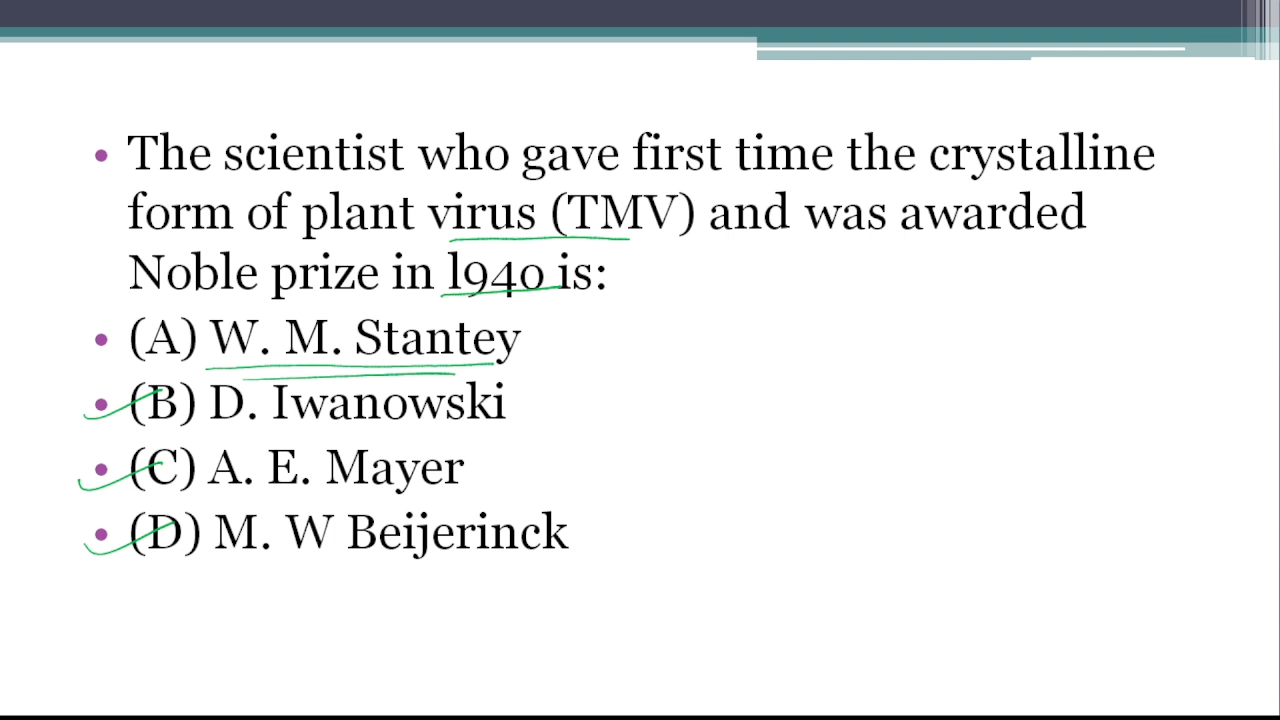 • The scientist who gave first time the crystalline
form of plant virus (TMV) and was awarded
Noble prize in l940 is:
• (A) W. M. Stantey
• (B) D. Iwanowski
• (C) A. E. Mayer
• (D) M. W Beijerinck